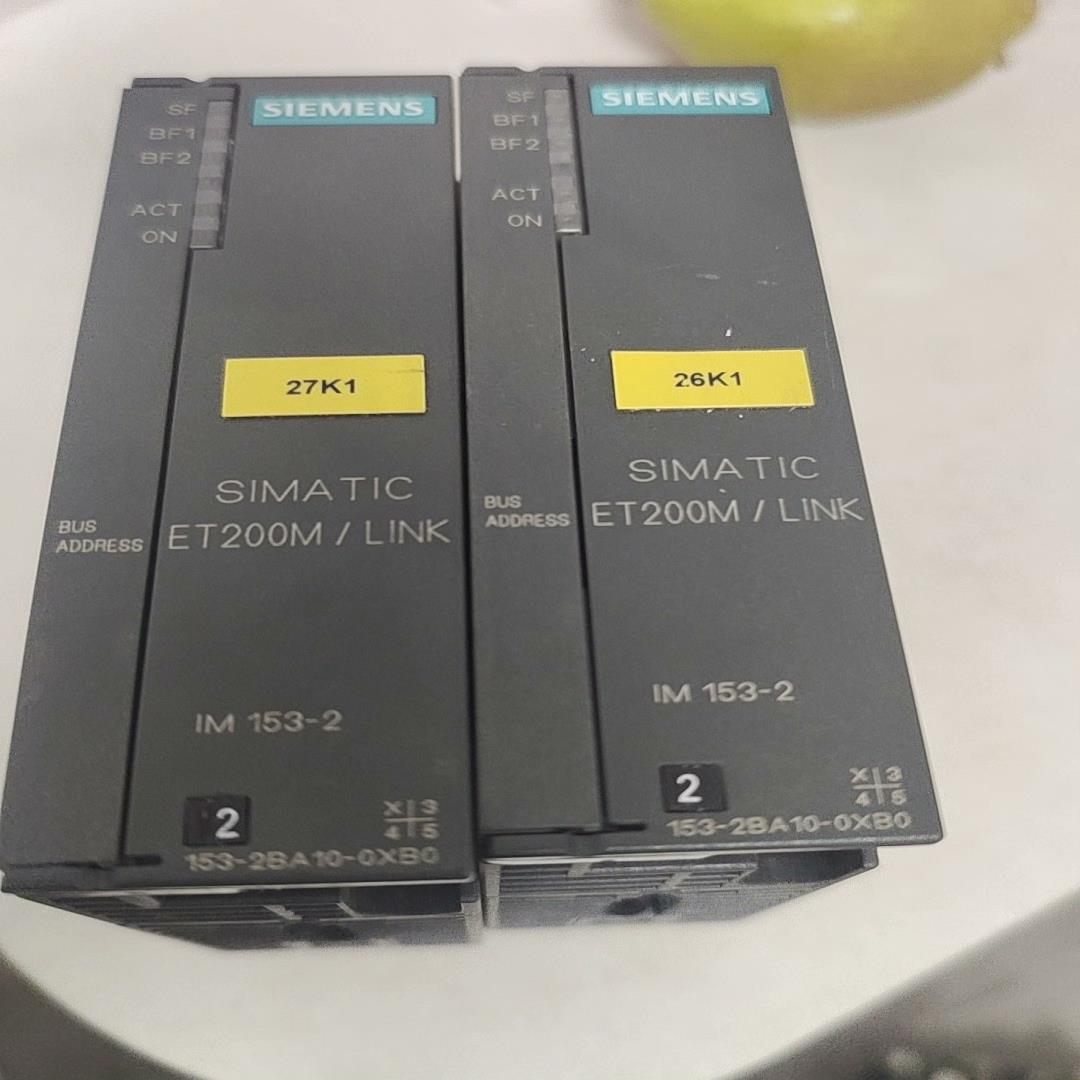 SIEMENS
SF
BF1
BF2
ACT
ON
27K1
SIMATIC
ET200M / LINK
BUS
ADDRESS
IM 153-2
2
X 3
4 5
153-2BA10-0XB0
SIEMENS
SF
BF1
BF2
ACT
ON
26K1
SIMATIC
ET200M / LINK
BUS
ADDRESS
IM 153-2
2
X 3
4 5
153-2BA10-0XB0